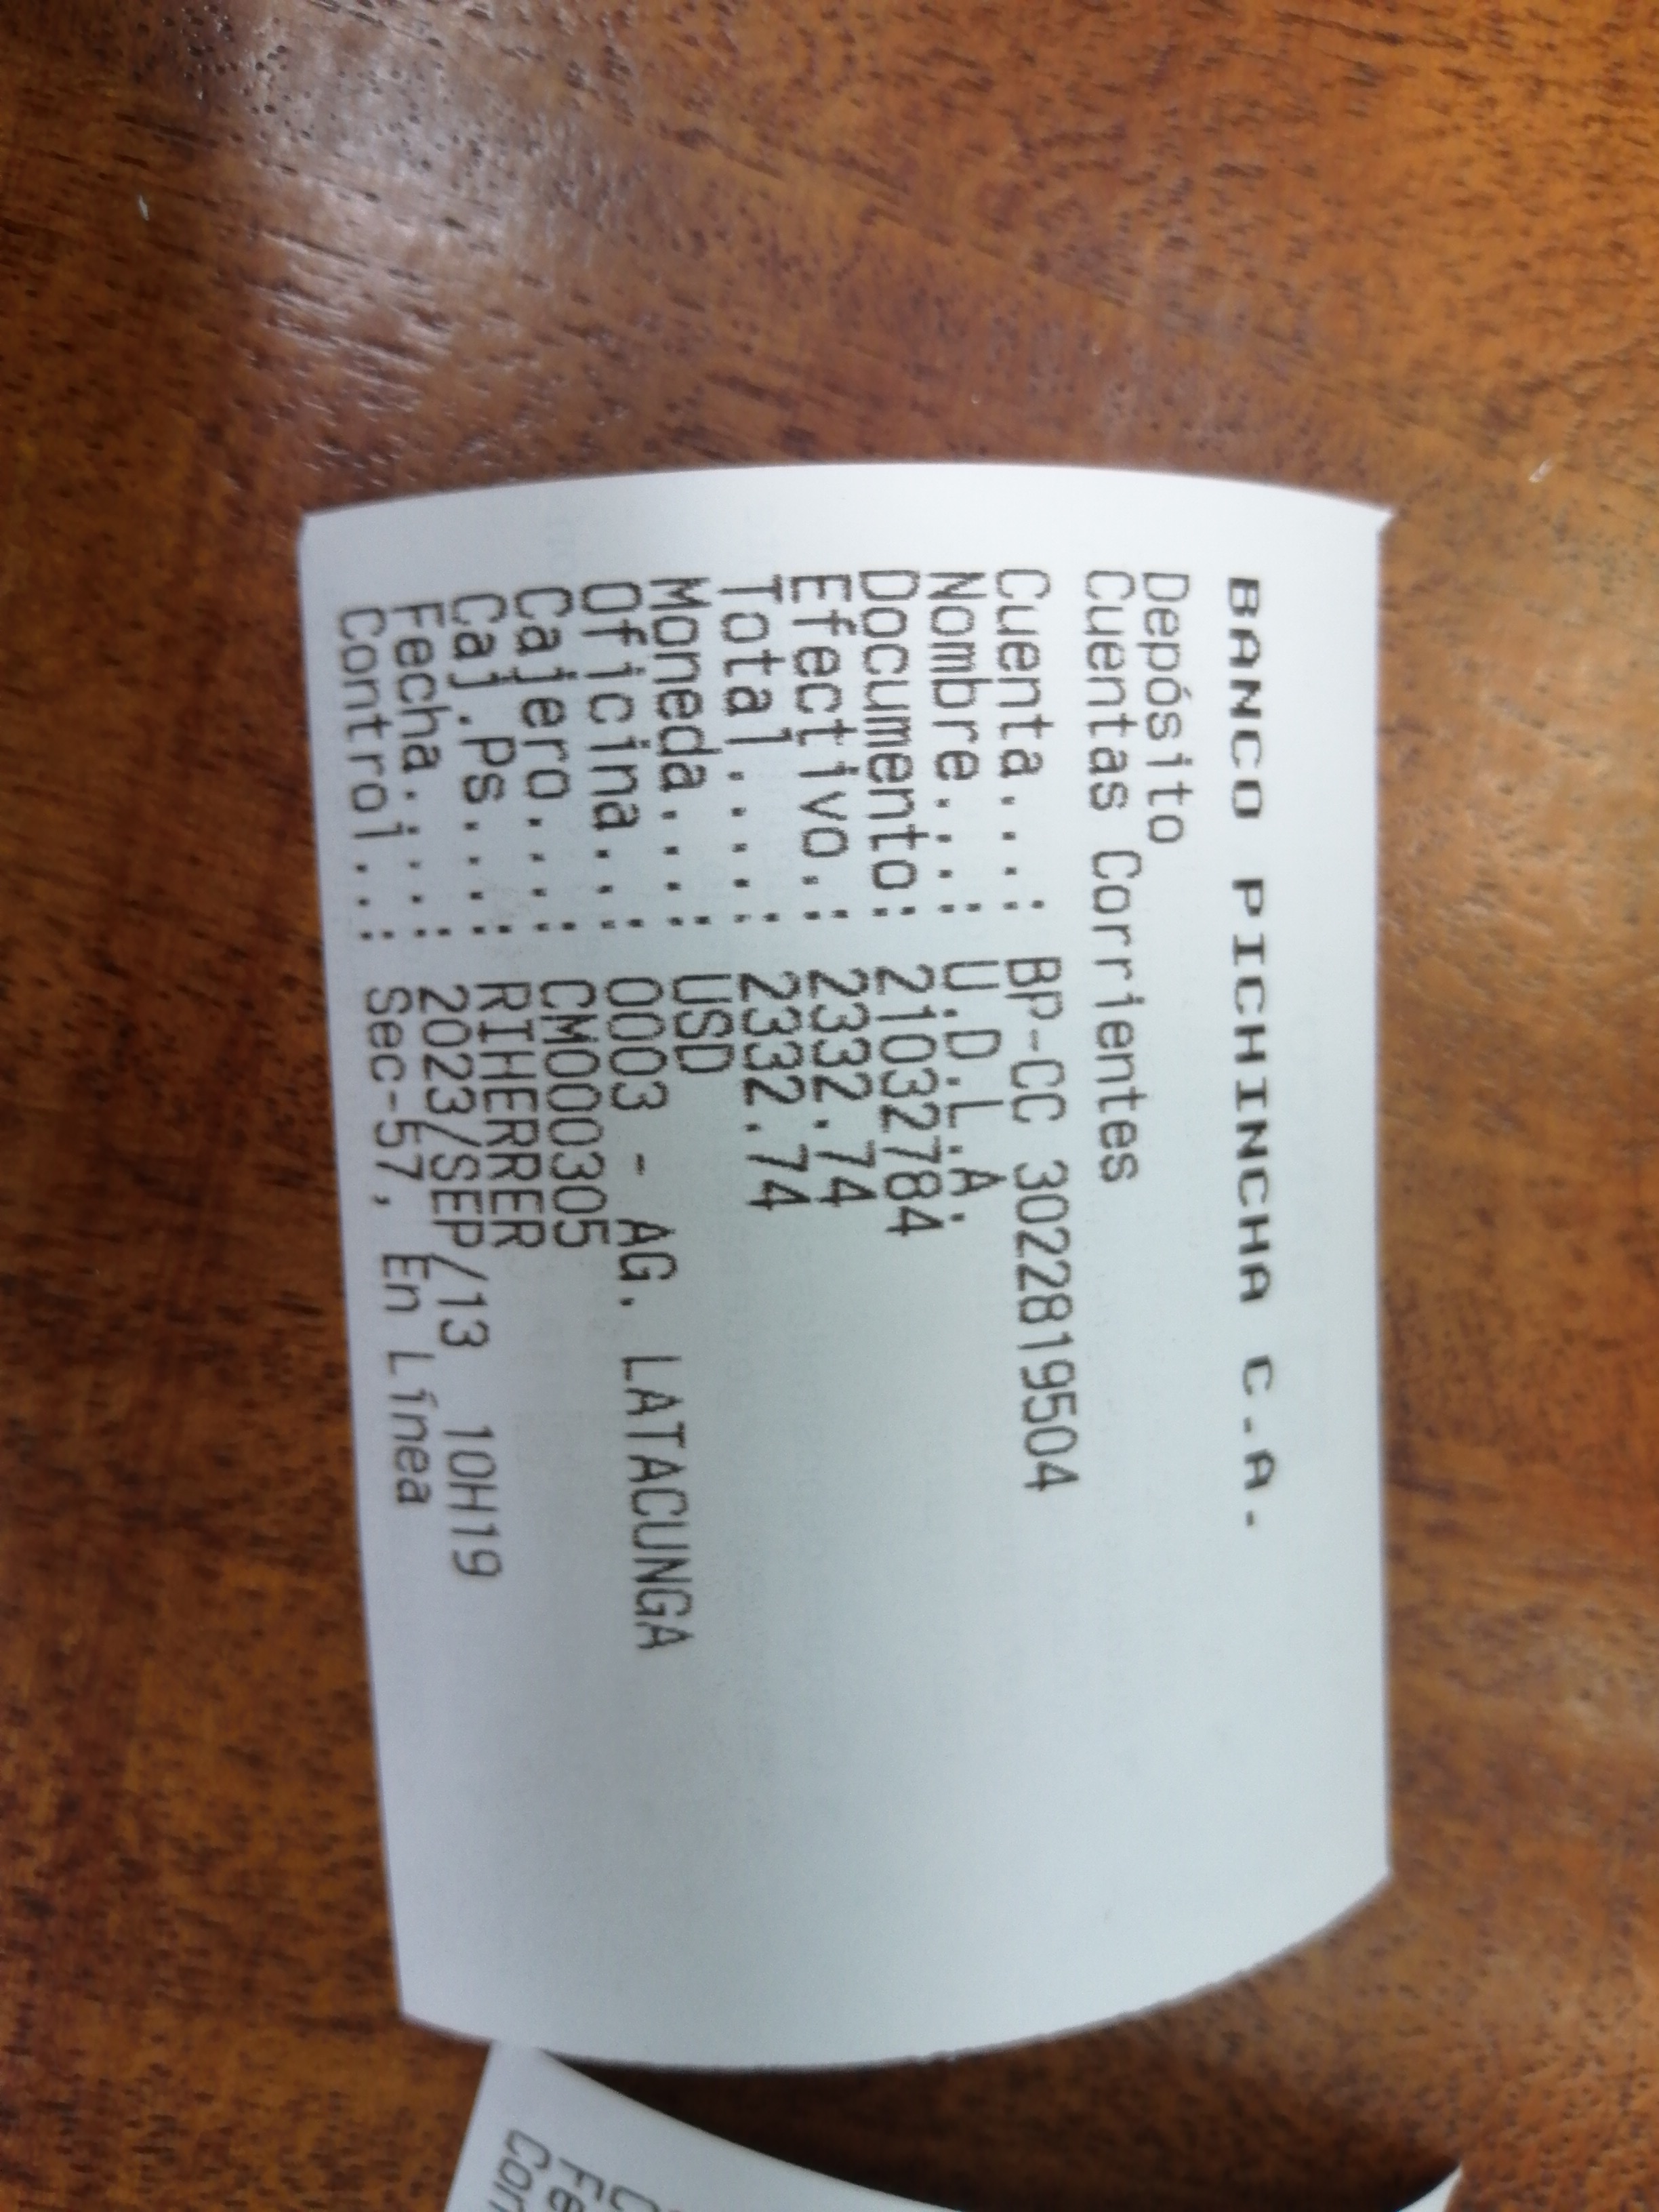 BANCO PICHINCHA C.A.
Depósito
Cuentas Corrientes
Cuenta...: BP-CC 3022819504
Nombre...: U.D.L.A.
Documento: 21032784
Efectivo.: 2332.74
Total....: 2332.74
Moneda...: USD
Oficina..: 0003 - AG. LATACUNGA
Cajero...: CM000305
Caj.Ps...: RIHERRER
Fecha....: 2023/SEP/13 10H19
Control..: Sec-57, En Línea